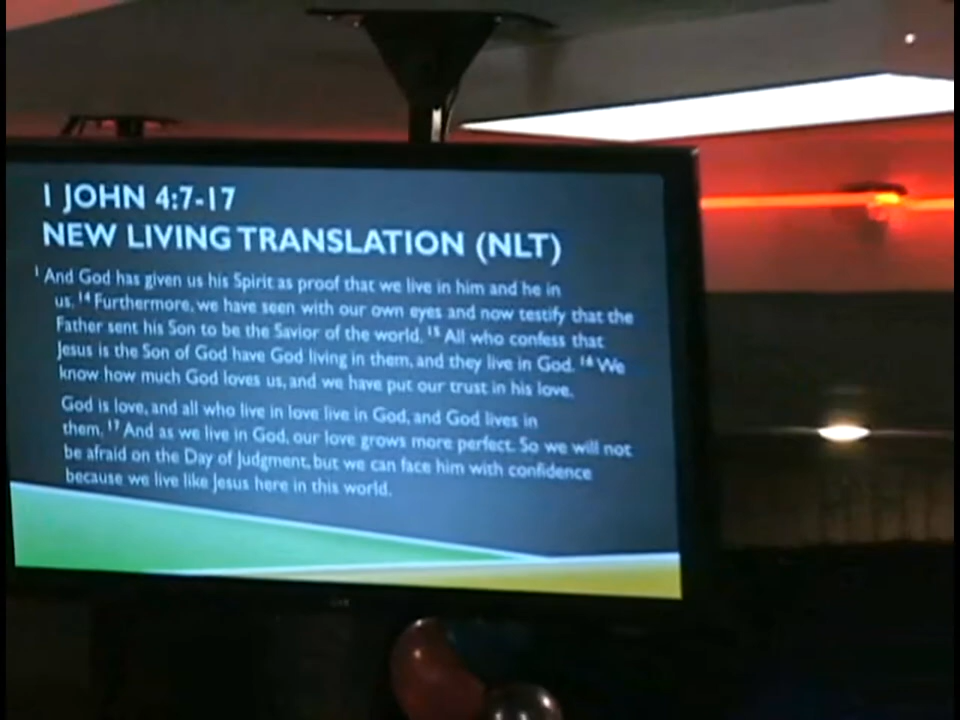 1 JOHN 4:7-17
NEW LIVING TRANSLATION (NLT)
¹ And God has given us his Spirit as proof that we live in him and he in
us. ¹⁴ Furthermore, we have seen with our own eyes and now testify that the
Father sent his Son to be the Savior of the world. ¹⁵ All who confess that
Jesus is the Son of God have God living in them, and they live in God. ¹⁶ We
know how much God loves us, and we have put our trust in his love.
God is love, and all who live in love live in God, and God lives in
them. ¹⁷ And as we live in God, our love grows more perfect. So we will not
be afraid on the Day of Judgment, but we can face him with confidence
because we live like Jesus here in this world.